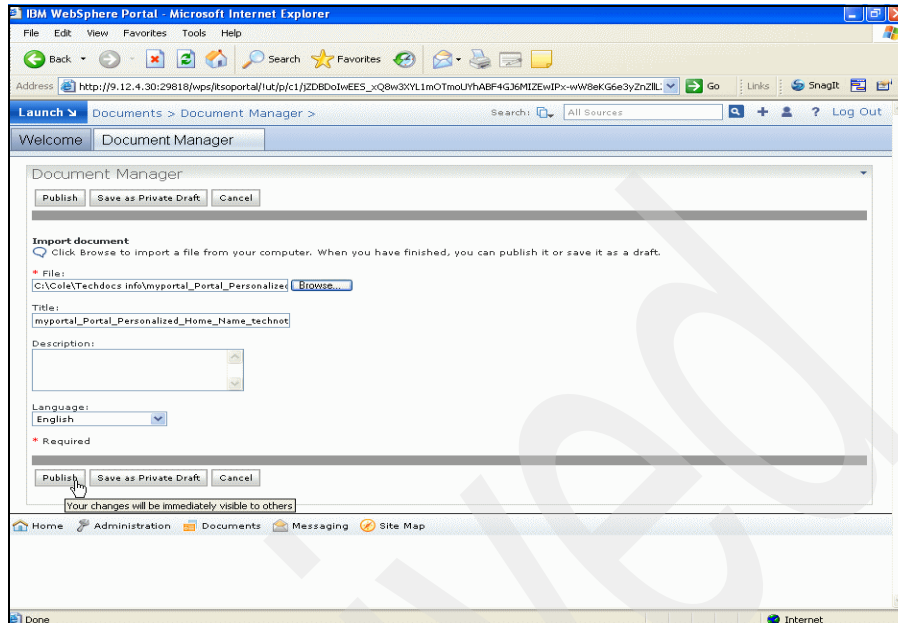 IBM WebSphere Portal - Microsoft Internet Explorer
File Edit View Favorites Tools Help
Back Search Favorites
Address http://9.12.4.30:29818/wps/itsoportal/!ut/p/c1/ Go Links SnagIt
Launch Documents > Document Manager > Search: All Sources ? Log Out
Welcome Document Manager
Document Manager
Publish Save as Private Draft Cancel
Import document
Click Browse to import a file from your computer. When you have finished, you can publish it or save it as a draft.
* File:
C:\Cole\Techdocs info\myportal_Portal_Personalized Browse...
Title:
myportal_Portal_Personalized_Home_Name_technot
Description:
Language:
English
* Required
Publish Save as Private Draft Cancel
Your changes will be immediately visible to others
Home Administration Documents Messaging Site Map
Done Internet
ived